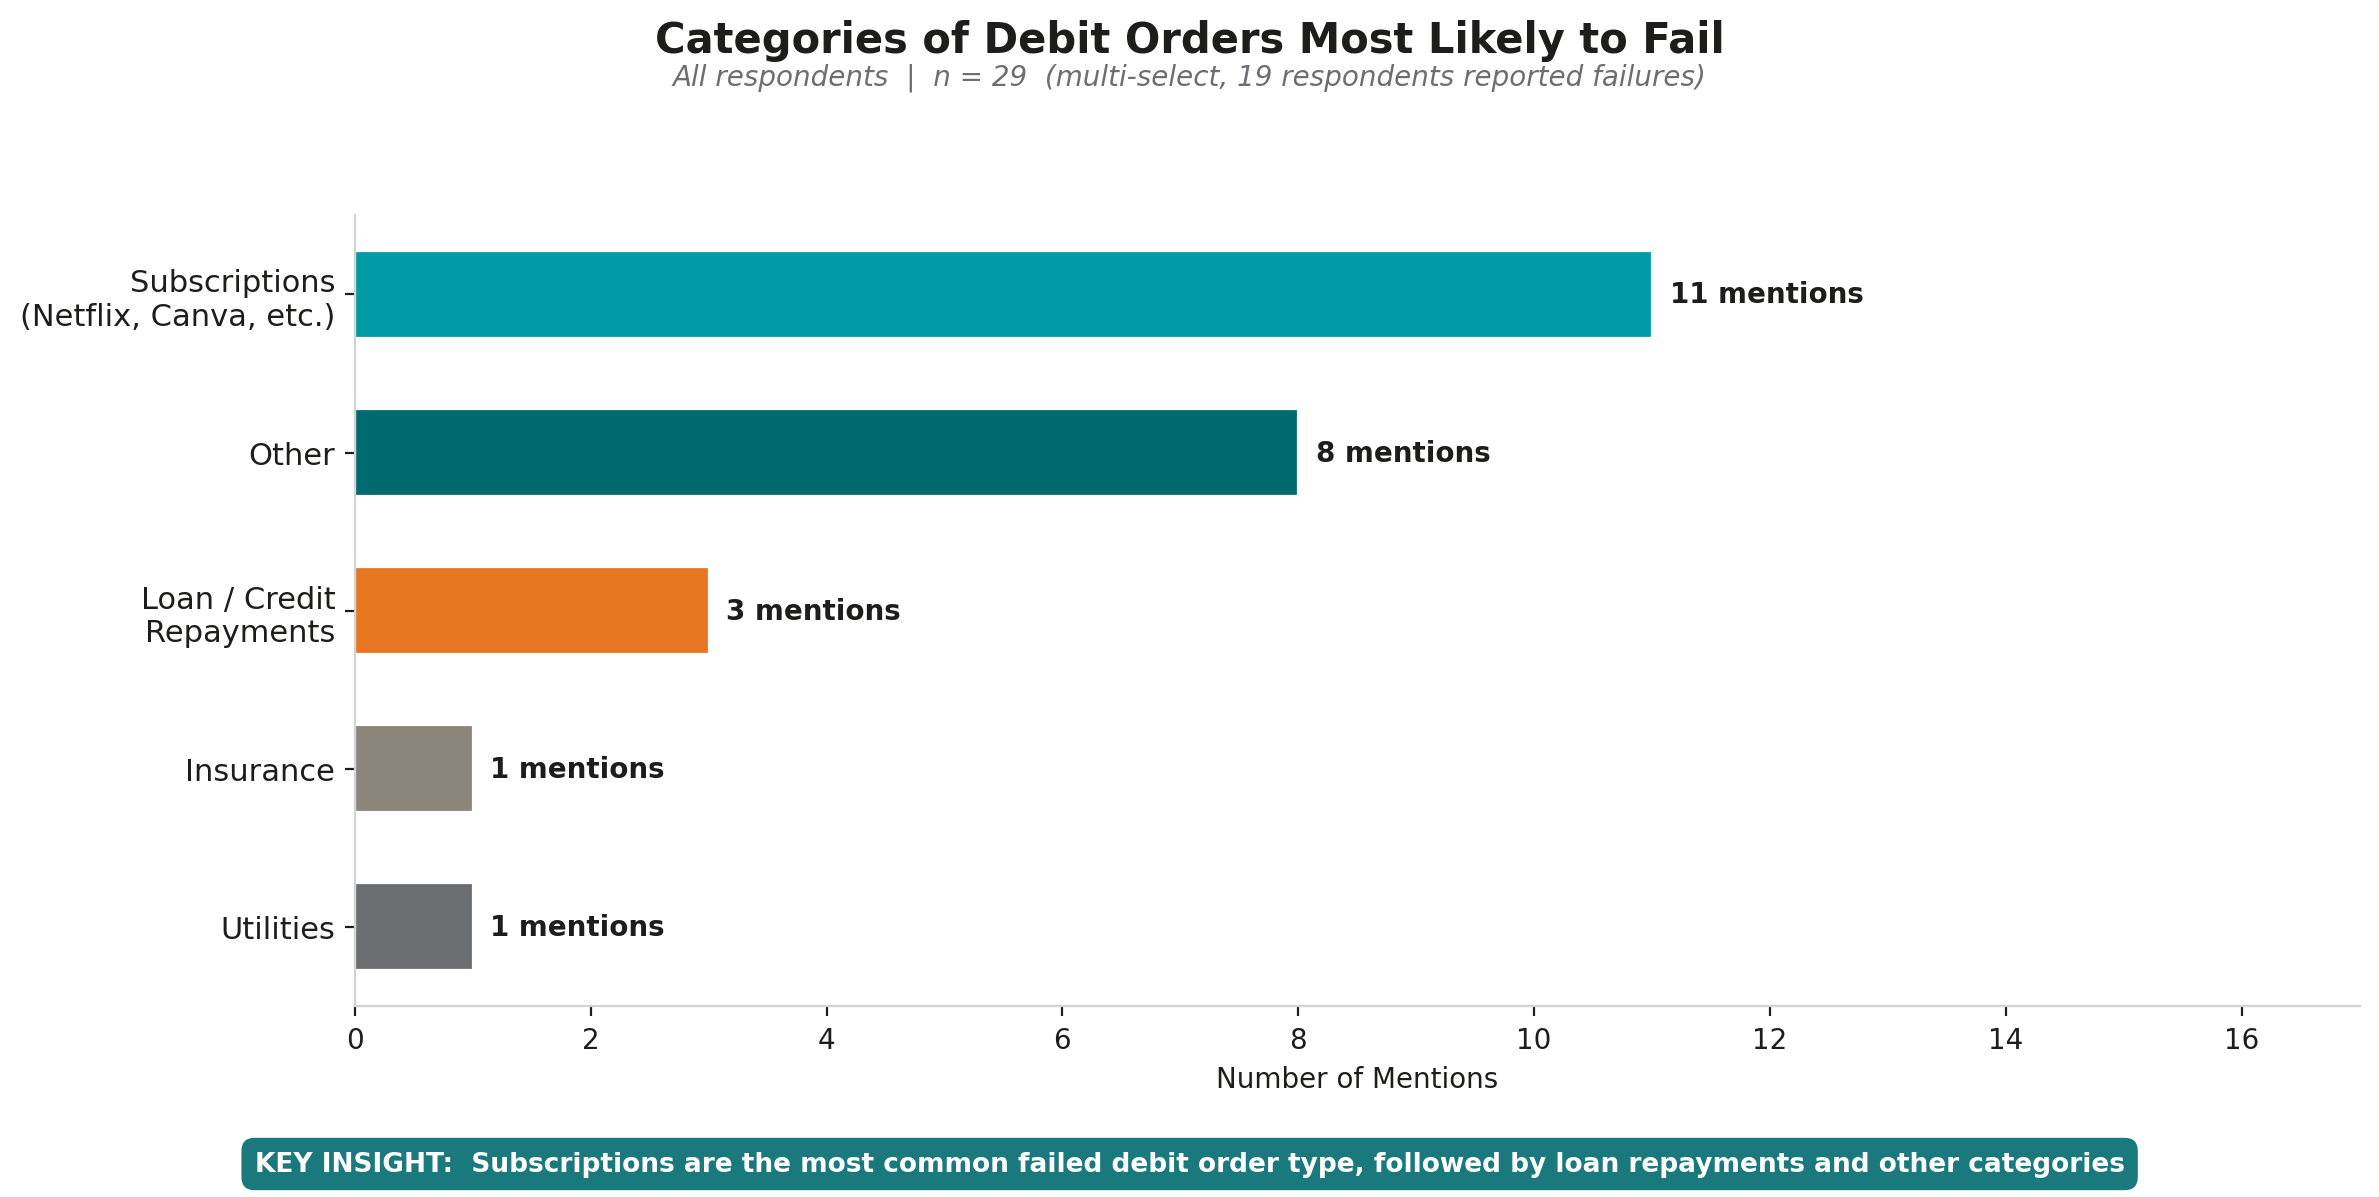 Categories of Debit Orders Most Likely to Fail
All respondents | n = 29 (multi-select, 19 respondents reported failures)
Subscriptions
(Netflix, Canva, etc.)
11 mentions
Other
8 mentions
Loan / Credit
Repayments
3 mentions
Insurance
1 mentions
Utilities
1 mentions
0 2 4 6 8 10 12 14 16
Number of Mentions
KEY INSIGHT: Subscriptions are the most common failed debit order type, followed by loan repayments and other categories